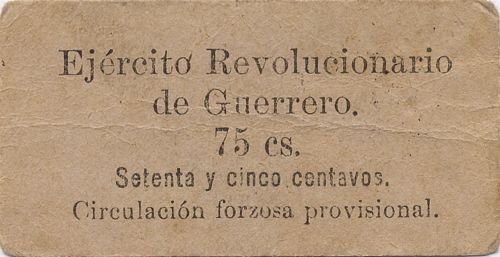 Ejército Revolucionario
de Guerrero.
75 cs.
Setenta y cinco centavos.
Circulación forzosa provisional.